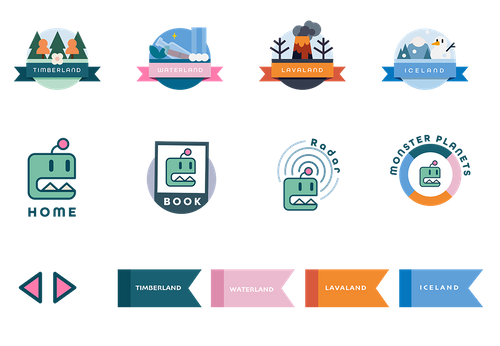 TIMBERLAND
WATERLAND
LAVALAND
ICELAND
HOME
BOOK
Radar
MONSTER PLANETS
TIMBERLAND
WATERLAND
LAVALAND
ICELAND